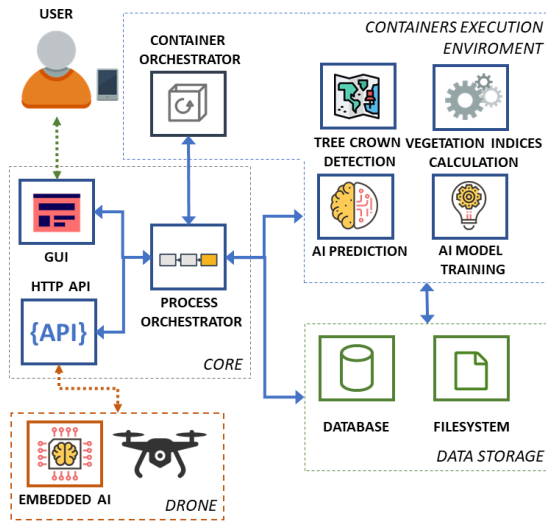 USER
CONTAINER
ORCHESTRATOR
CONTAINERS EXECUTION
ENVIROMENT
TREE CROWN
DETECTION
VEGETATION INDICES
CALCULATION
AI PREDICTION
AI MODEL
TRAINING
GUI
HTTP API
{API}
PROCESS
ORCHESTRATOR
CORE
DATABASE
FILESYSTEM
DATA STORAGE
EMBEDDED AI
DRONE